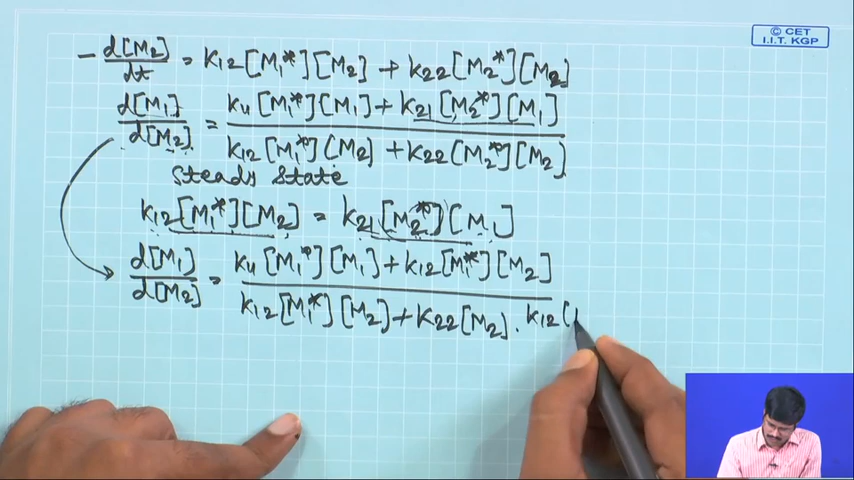 © CET
I.I.T. KGP
- d[M2]/dt = k12[M1*][M2] + k22[M2*][M2]
d[M1]/d[M2] = k11[M1*][M1] + k21[M2*][M1] / k12[M1*][M2] + k22[M2*][M2]
steads state
k12[M1*][M2] = k21[M2*][M1]
d[M1]/d[M2] = k11[M1*][M1] + k12[M1*][M2] / k12[M1*][M2] + k22[M2] . k12[